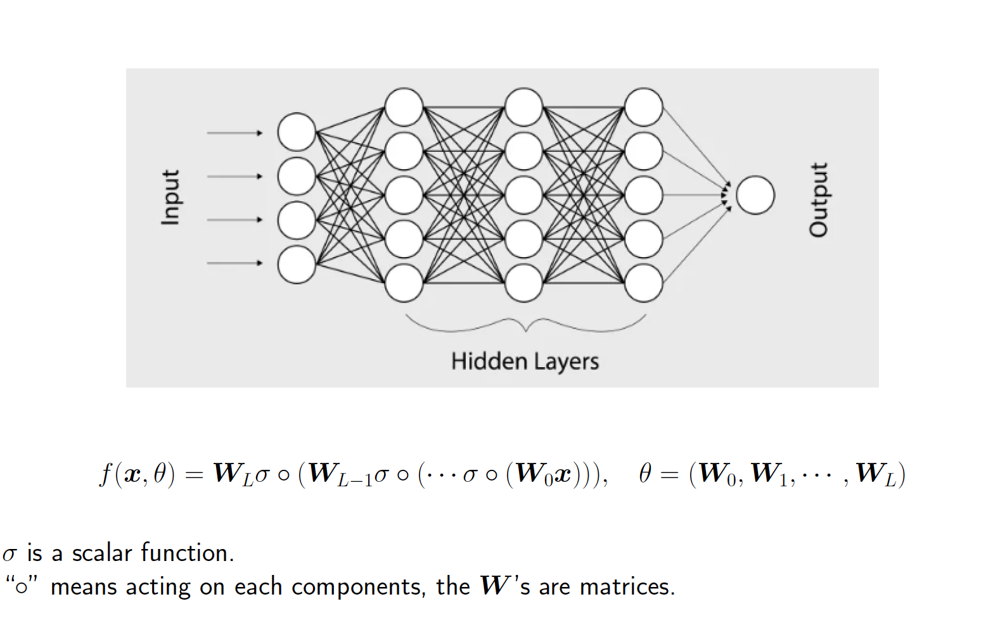 Input
Output
Hidden Layers
f(x, θ) = W_L σ ∘ (W_{L−1} σ ∘ (⋯ σ ∘ (W_0 x))),   θ = (W_0, W_1, ⋯ , W_L)
σ is a scalar function.
“∘” means acting on each components, the W’s are matrices.